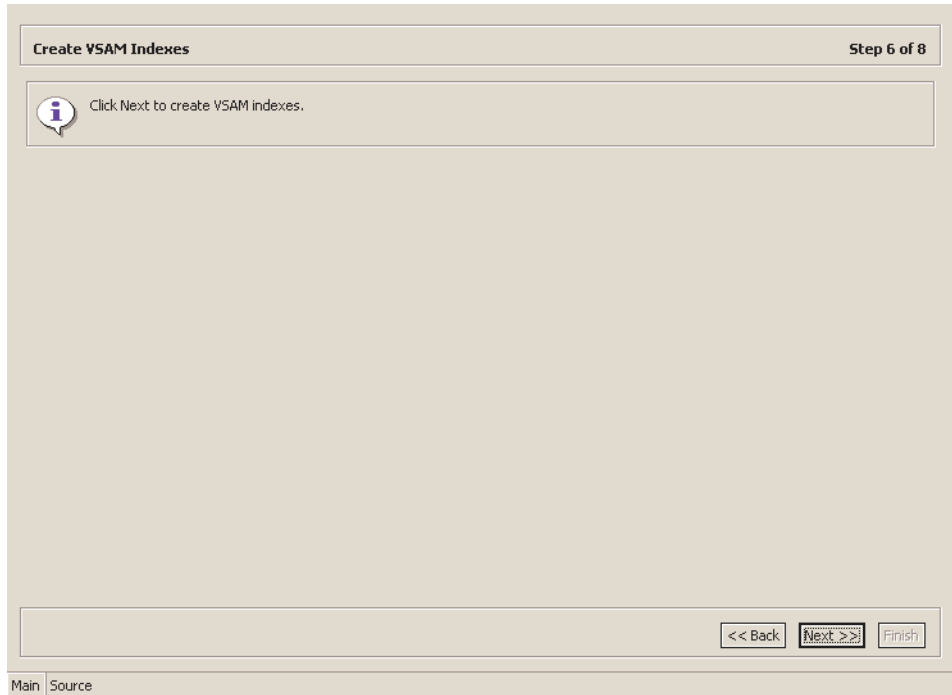 Create VSAM Indexes Step 6 of 8
Click Next to create VSAM indexes.
<< Back Next >> Finish
Main Source